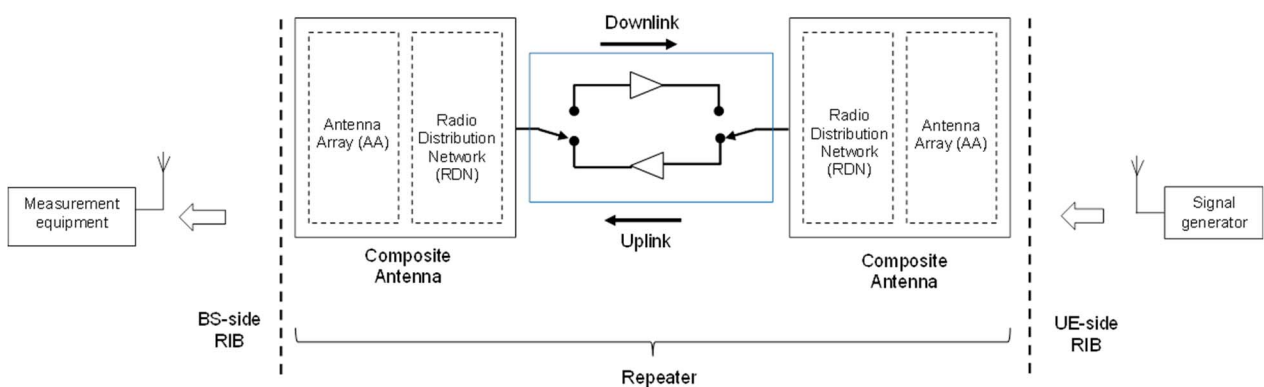 Downlink
Antenna
Array (AA)
Radio
Distribution
Network
(RDN)
Radio
Distribution
Network
(RDN)
Antenna
Array (AA)
Measurement
equipment
Signal
generator
Uplink
Composite
Antenna
Composite
Antenna
BS-side
RIB
UE-side
RIB
Repeater